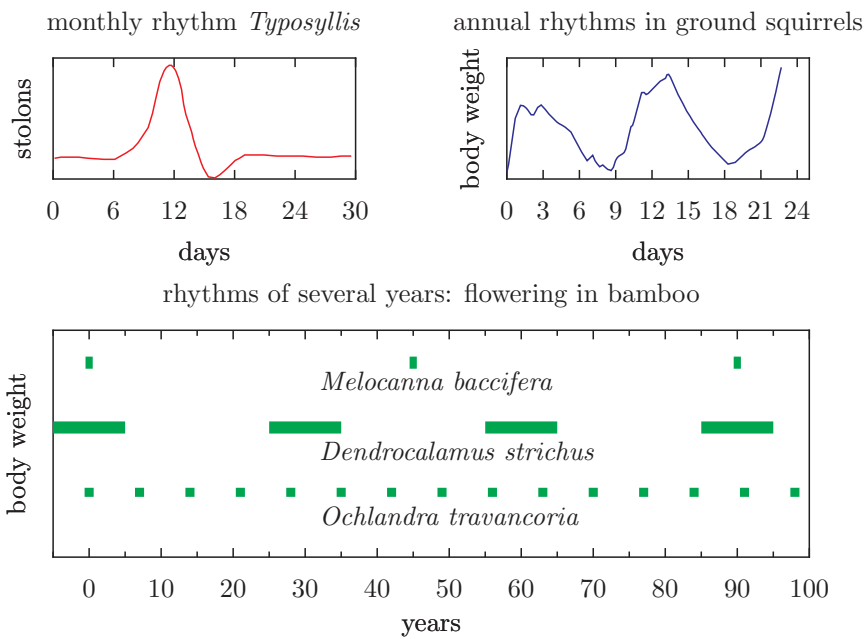 monthly rhythm Typosyllis
stolons
0 6 12 18 24 30
days
annual rhythms in ground squirrels
body weight
0 3 6 9 12 15 18 21 24
days
rhythms of several years: flowering in bamboo
body weight
Melocanna baccifera
Dendrocalamus strichus
Ochlandra travancoria
0 10 20 30 40 50 60 70 80 90 100
years